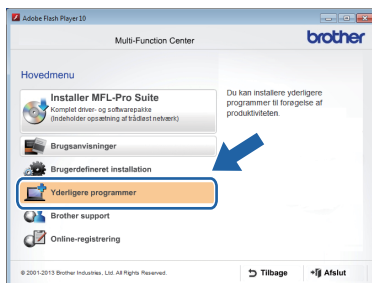 Adobe Flash Player 10
Multi-Function Center
brother
Hovedmenu
Installer MFL-Pro Suite
Komplet driver- og softwarepakke
(Indeholder opsætning af trådløst netværk)
Du kan installere yderligere
programmer til forøgelse af
produktiviteten.
Brugsanvisninger
Brugerdefineret installation
Yderligere programmer
Brother support
Online-registrering
© 2001-2013 Brother Industries, Ltd. All Rights Reserved.
Tilbage
Afslut